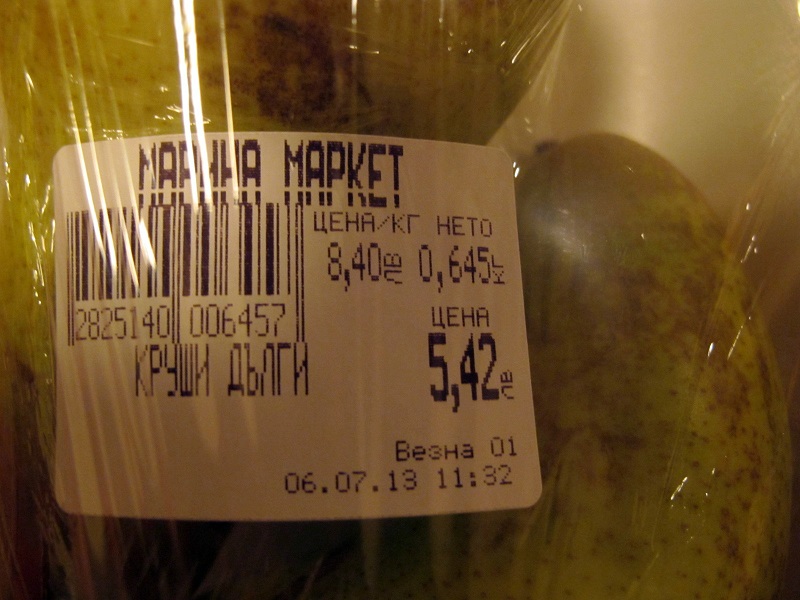 МАРИНА МАРКЕТ
ЦЕНА/КГ НЕТО
8,40лв 0,645кг
2825140 006457
ЦЕНА
КРУШИ ДЪЛГИ
5,42лв
Везна 01
06.07.13 11:32